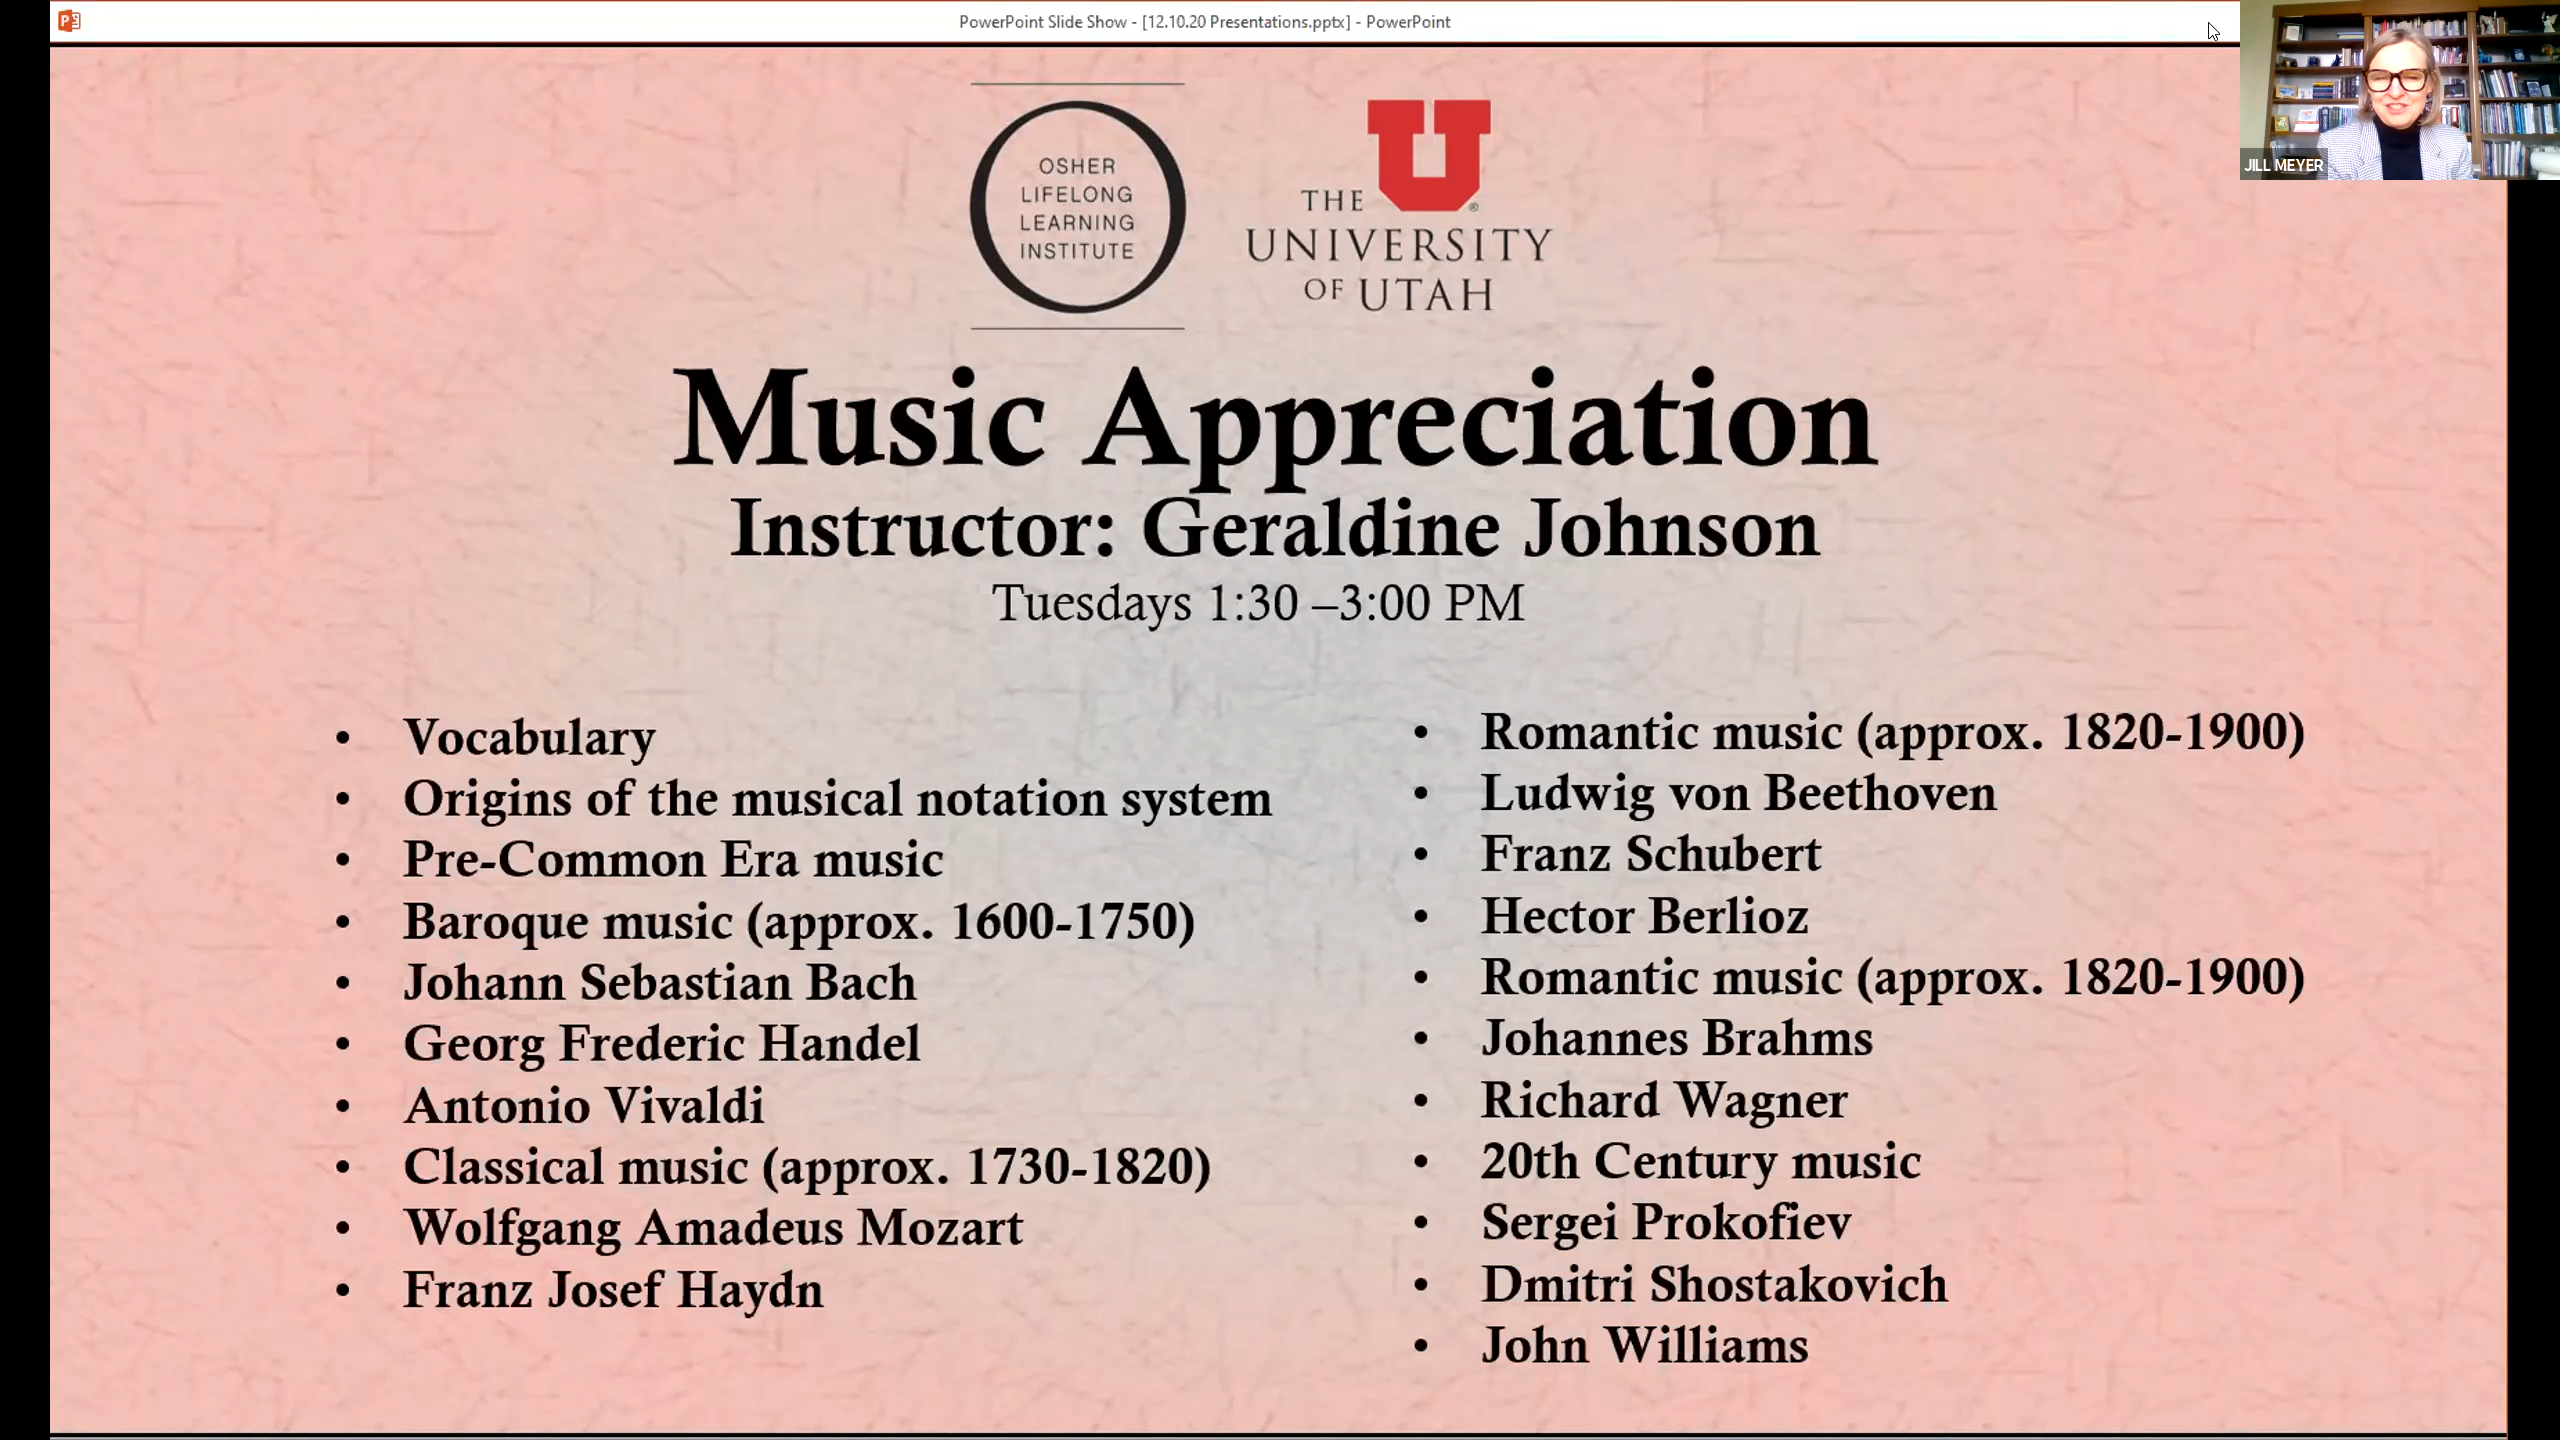 PowerPoint Slide Show - [12.10.20 Presentations.pptx] - PowerPoint
JILL MEYER
OSHER
LIFELONG
LEARNING
INSTITUTE
U
THE
UNIVERSITY
OF UTAH
Music Appreciation
Instructor: Geraldine Johnson
Tuesdays 1:30 –3:00 PM
• Vocabulary
• Origins of the musical notation system
• Pre-Common Era music
• Baroque music (approx. 1600-1750)
• Johann Sebastian Bach
• Georg Frederic Handel
• Antonio Vivaldi
• Classical music (approx. 1730-1820)
• Wolfgang Amadeus Mozart
• Franz Josef Haydn
• Romantic music (approx. 1820-1900)
• Ludwig von Beethoven
• Franz Schubert
• Hector Berlioz
• Romantic music (approx. 1820-1900)
• Johannes Brahms
• Richard Wagner
• 20th Century music
• Sergei Prokofiev
• Dmitri Shostakovich
• John Williams